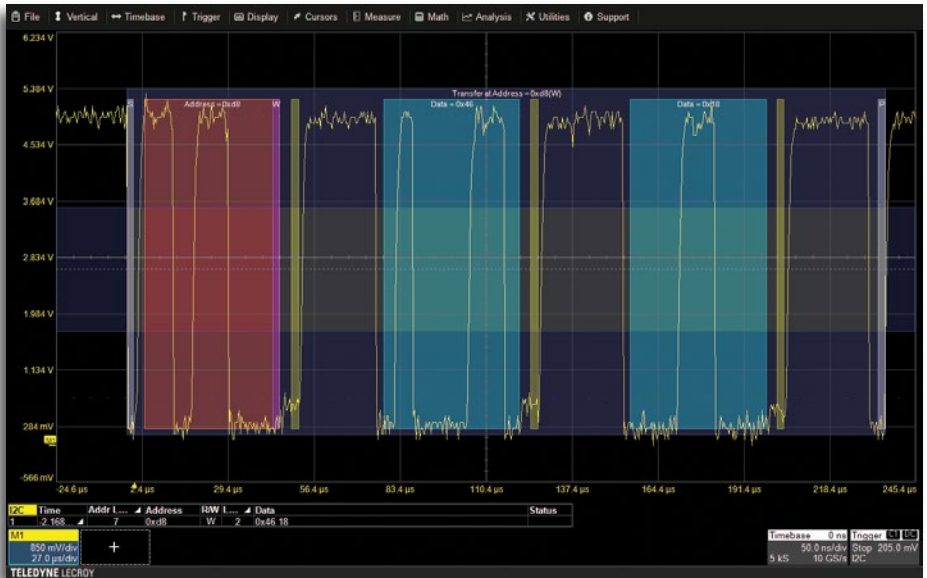 File Vertical Timebase Trigger Display Cursors Measure Math Analysis Utilities Support
6.234 V
5.384 V
Transfer at Address = 0xd8(W)
S Address = 0xd8 W Data = 0x46 Data = 0x18 P
4.534 V
3.684 V
2.834 V
1.984 V
1.134 V
284 mV
-566 mV
-24.6 µs 2.4 µs 29.4 µs 56.4 µs 83.4 µs 110.4 µs 137.4 µs 164.4 µs 191.4 µs 218.4 µs 245.4 µs
I2C Time Addr L... Address R/W L... Data Status
1 -2.168... 7 0xd8 W 2 0x46 18
M1
850 mV/div
27.0 µs/div
+
Timebase 0 ns Trigger C1 DC
50.0 ns/div Stop 205.0 mV
5 kS 10 GS/s I2C
TELEDYNE LECROY